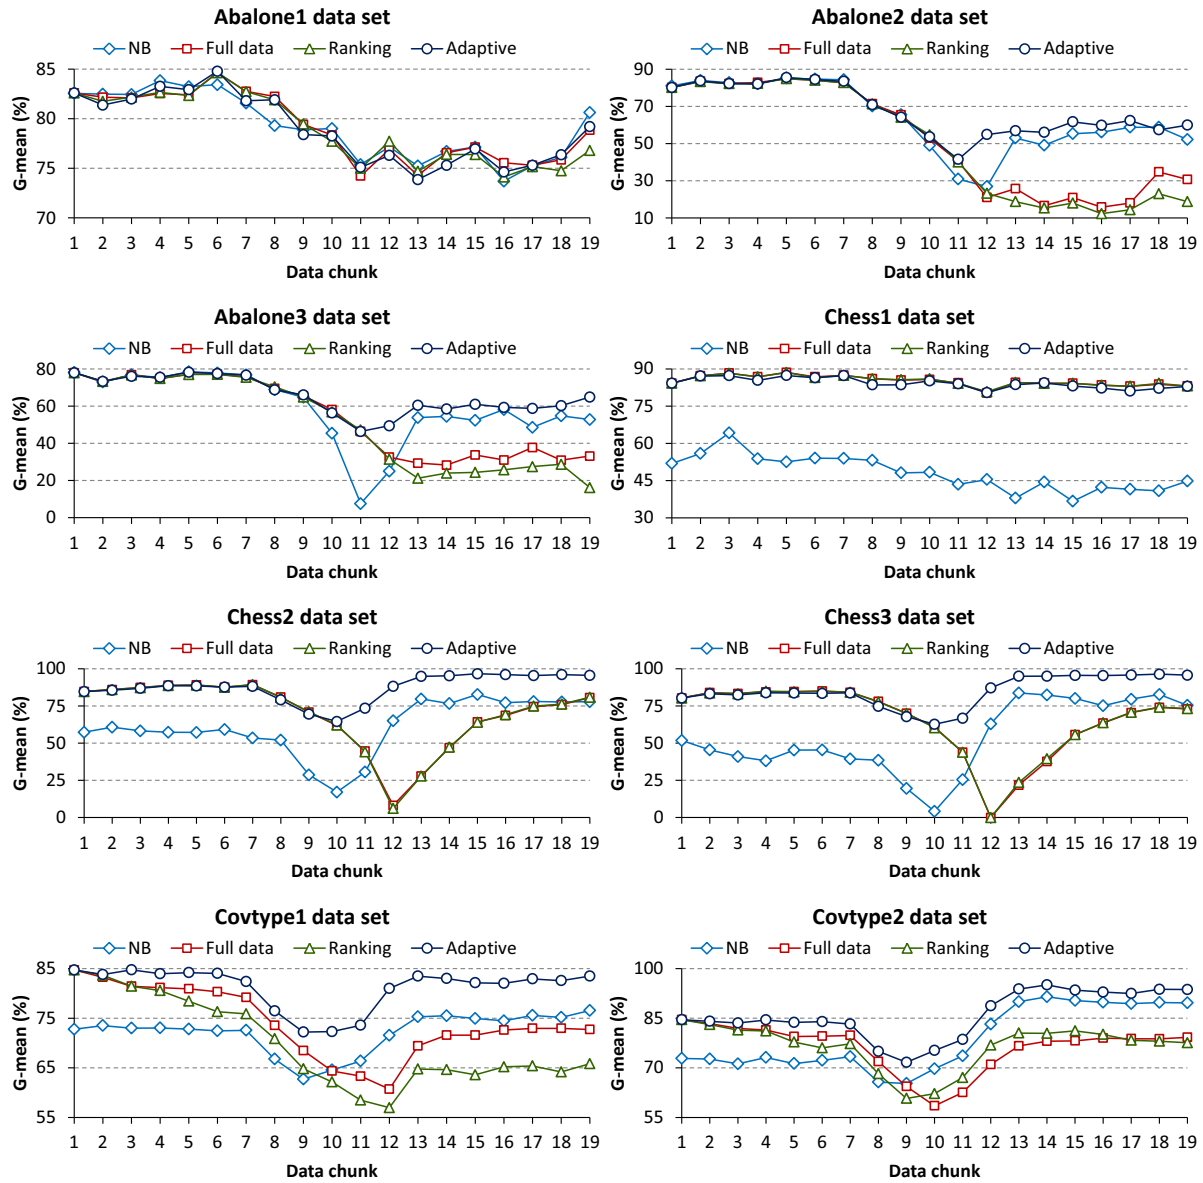 Abalone1 data set
NB Full data Ranking Adaptive
G-mean (%)
85
80
75
70
1 2 3 4 5 6 7 8 9 10 11 12 13 14 15 16 17 18 19
Data chunk
Abalone2 data set
NB Full data Ranking Adaptive
G-mean (%)
90
70
50
30
10
1 2 3 4 5 6 7 8 9 10 11 12 13 14 15 16 17 18 19
Data chunk
Abalone3 data set
NB Full data Ranking Adaptive
G-mean (%)
80
60
40
20
0
1 2 3 4 5 6 7 8 9 10 11 12 13 14 15 16 17 18 19
Data chunk
Chess1 data set
NB Full data Ranking Adaptive
G-mean (%)
90
75
60
45
30
1 2 3 4 5 6 7 8 9 10 11 12 13 14 15 16 17 18 19
Data chunk
Chess2 data set
NB Full data Ranking Adaptive
G-mean (%)
100
75
50
25
0
1 2 3 4 5 6 7 8 9 10 11 12 13 14 15 16 17 18 19
Data chunk
Chess3 data set
NB Full data Ranking Adaptive
G-mean (%)
100
75
50
25
0
1 2 3 4 5 6 7 8 9 10 11 12 13 14 15 16 17 18 19
Data chunk
Covtype1 data set
NB Full data Ranking Adaptive
G-mean (%)
85
75
65
55
1 2 3 4 5 6 7 8 9 10 11 12 13 14 15 16 17 18 19
Data chunk
Covtype2 data set
NB Full data Ranking Adaptive
G-mean (%)
100
85
70
55
1 2 3 4 5 6 7 8 9 10 11 12 13 14 15 16 17 18 19
Data chunk